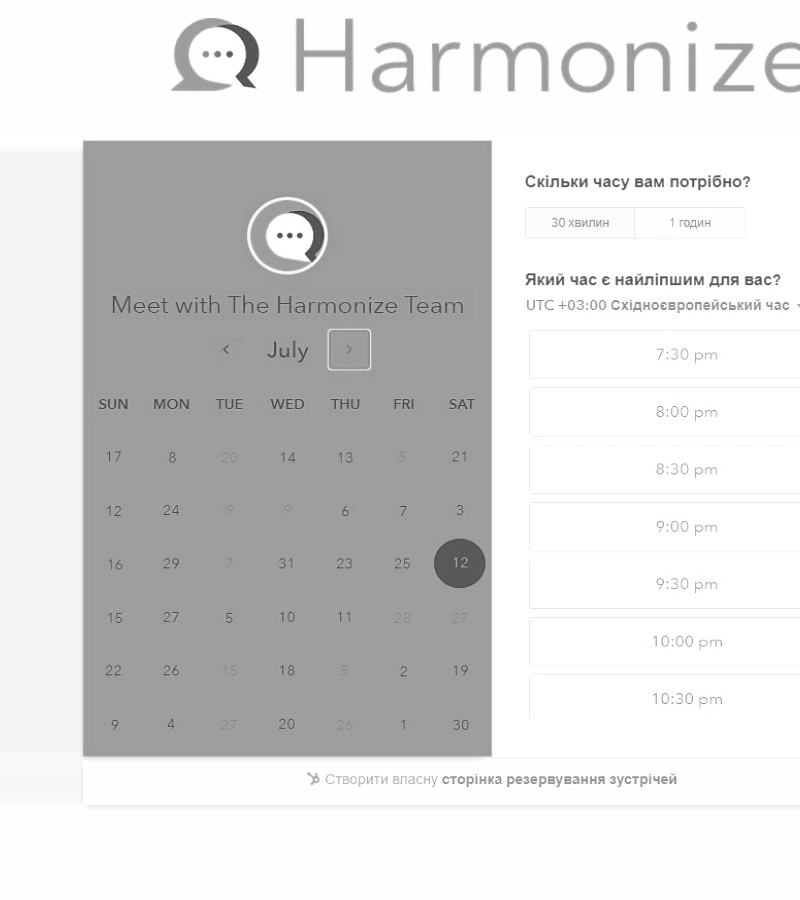 Harmonize
Meet with The Harmonize Team
July
SUN MON TUE WED THU FRI SAT
17 8 20 14 13 5 21
12 24 9 9 6 7 3
16 29 7 31 23 25 12
15 27 5 10 11 28 27
22 26 15 18 5 2 19
9 4 27 20 26 1 30
Скільки часу вам потрібно?
30 хвилин 1 годин
Який час є найліпшим для вас?
UTC +03:00 Східноєвропейський час
7:30 pm
8:00 pm
8:30 pm
9:00 pm
9:30 pm
10:00 pm
10:30 pm
Створити власну сторінка резервування зустрічей